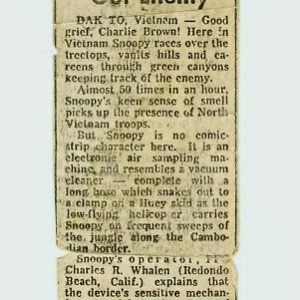 Our Enemy
DAK TO, Vietnam — Good
grief, Charlie Brown! Here in
Vietnam Snoopy races over the
treetops, vaults hills and ca-
reens through green canyons
keeping track of the enemy.
Almost 50 times in an hour,
Snoopy's keen sense of smell
picks up the presence of North
Vietnam troops.
But Snoopy is no comic-
strip character here. It is an
electronic air sampling ma-
chine, and resembles a vacuum
cleaner — complete with a
long hose which snakes out to
a clamp on a Huey skid as the
low-flying helicopter carries
Snoopy on frequent sweeps of
the jungle along the Cambo-
dian border.
Snoopy's operator, PFC
Charles R. Whalen (Redondo
Beach, Calif.) explains that
the device's sensitive mechan-